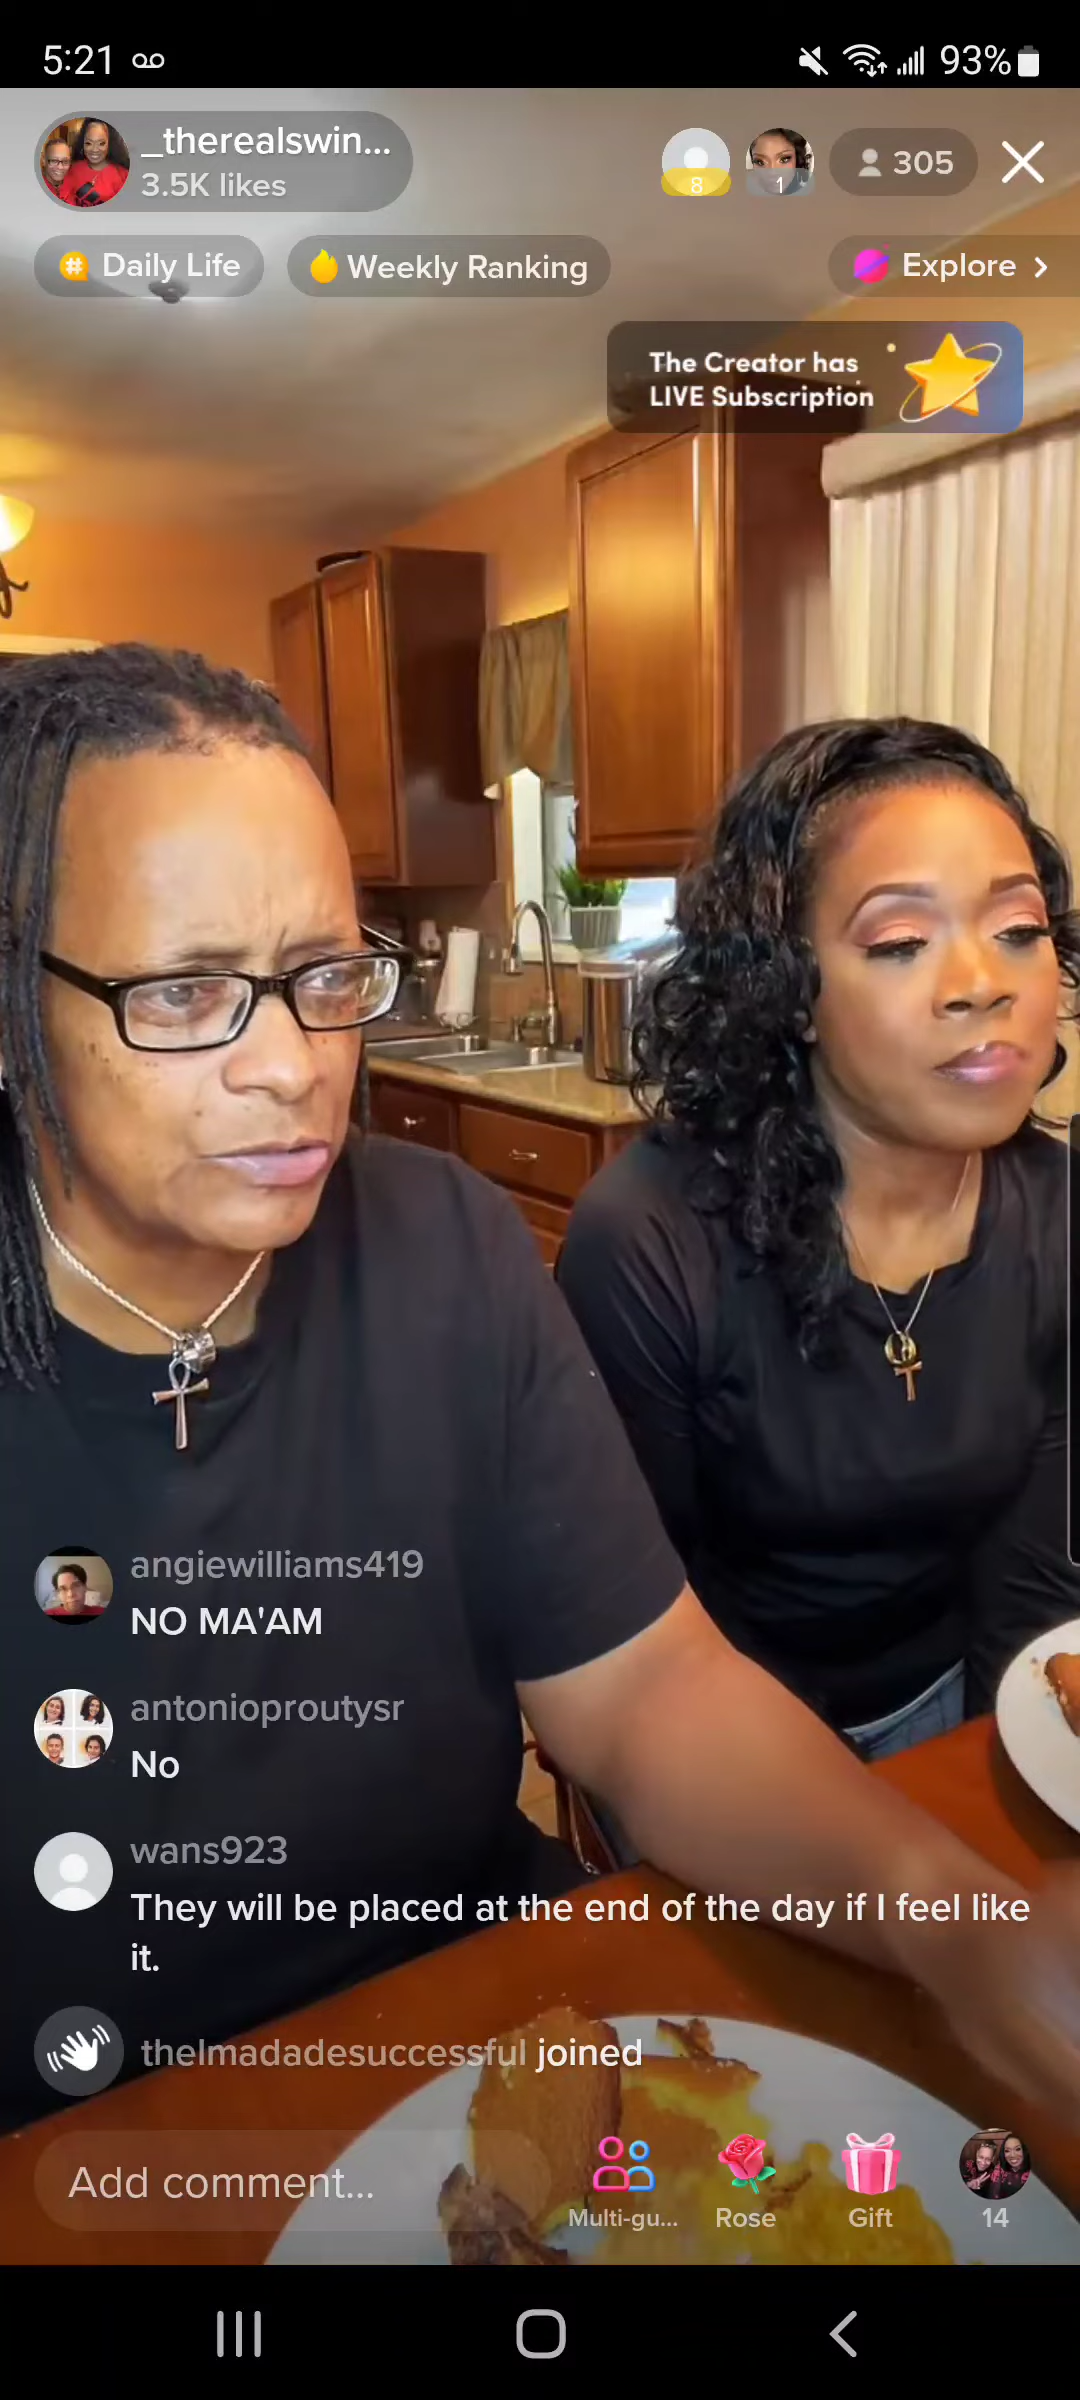 5:21
93%
_therealswin...
3.5K likes
8
1
305
Daily Life
Weekly Ranking
Explore >
The Creator has
LIVE Subscription
angiewilliams419
NO MA'AM
antonioproutysr
No
wans923
They will be placed at the end of the day if I feel like
it.
thelmadadesuccessful joined
Add comment...
Multi-gu...
Rose
Gift
14